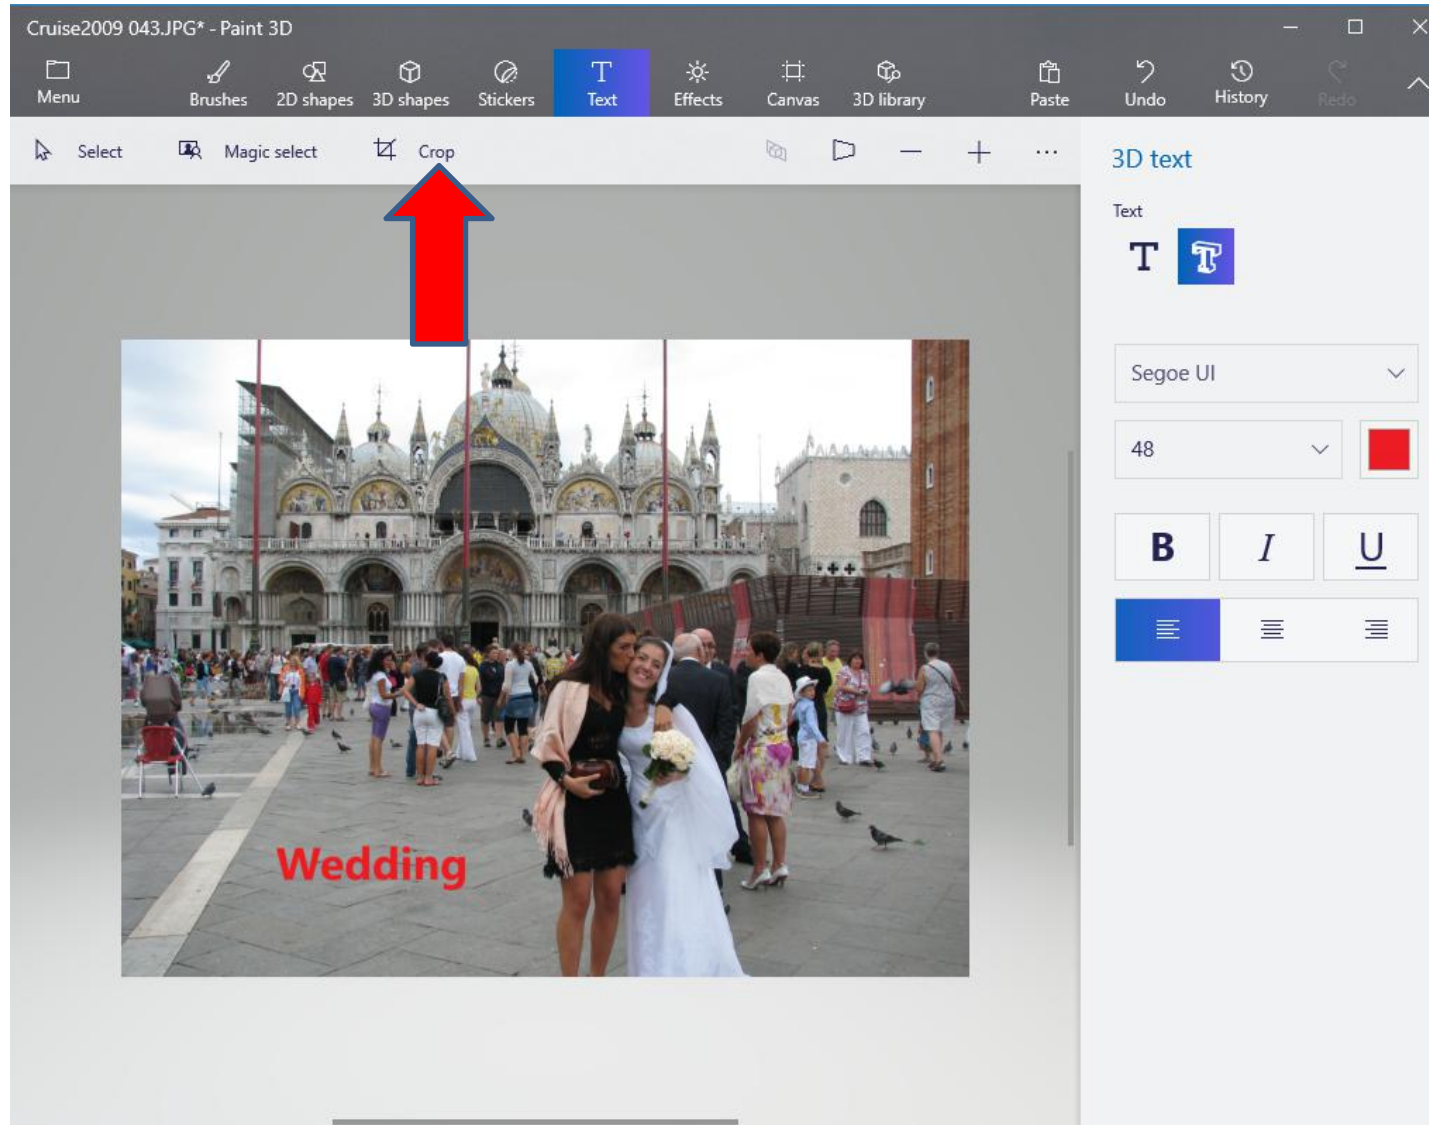 Cruise2009 043.JPG* - Paint 3D
Menu Brushes 2D shapes 3D shapes Stickers Text Effects Canvas 3D library Paste Undo History Redo
Select Magic select Crop
3D text
Text
T T
Segoe UI
48
B I U
Wedding